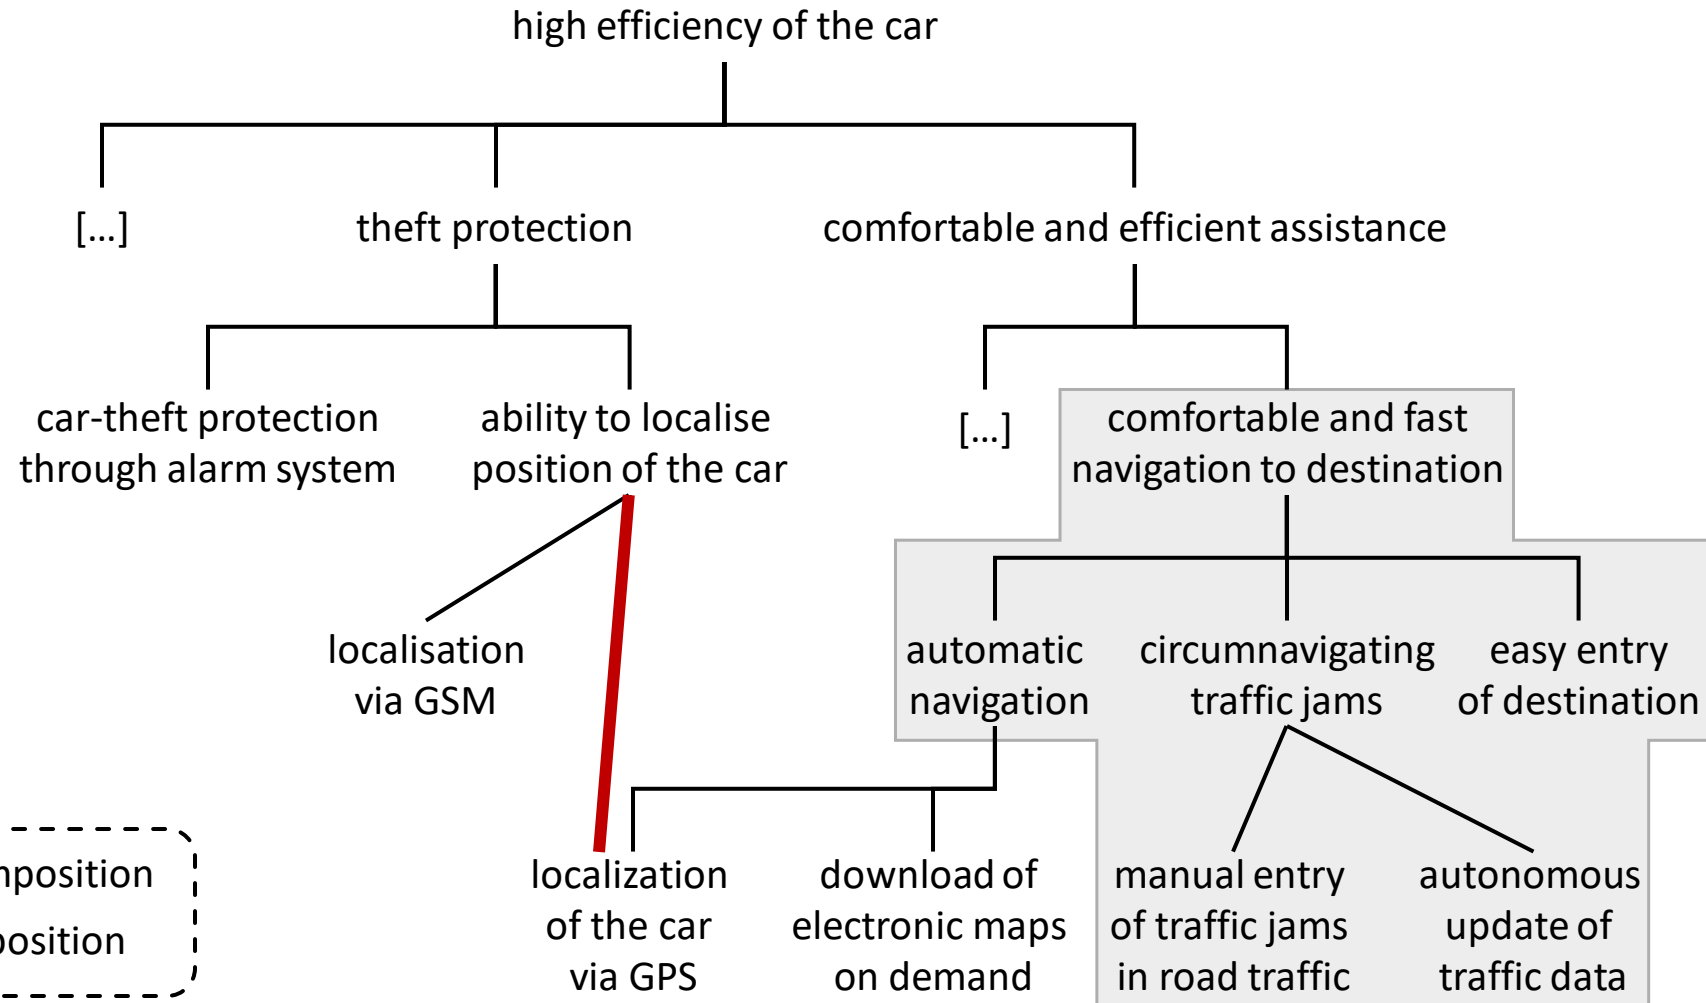 high efficiency of the car
[...]
theft protection
comfortable and efficient assistance
car-theft protection
through alarm system
ability to localise
position of the car
[...]
comfortable and fast
navigation to destination
localisation
via GSM
automatic
navigation
circumnavigating
traffic jams
easy entry
of destination
position
localization
of the car
via GPS
download of
electronic maps
on demand
manual entry
of traffic jams
in road traffic
autonomous
update of
traffic data